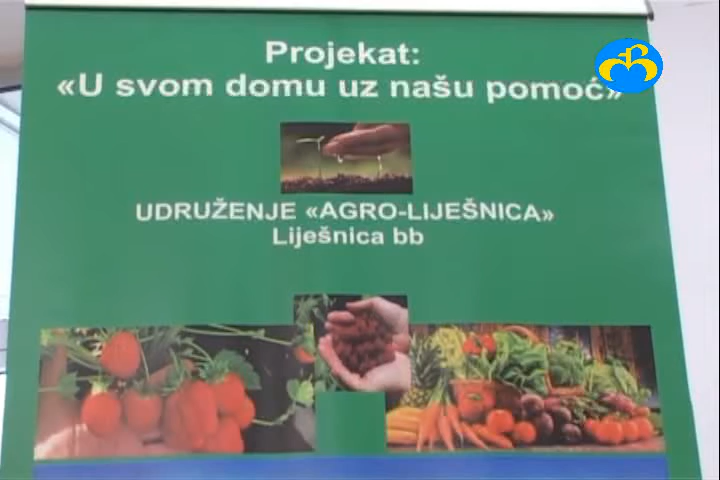 Projekat:
«U svom domu uz našu pomoć»
UDRUŽENJE «AGRO-LIJEŠNICA»
Liješnica bb